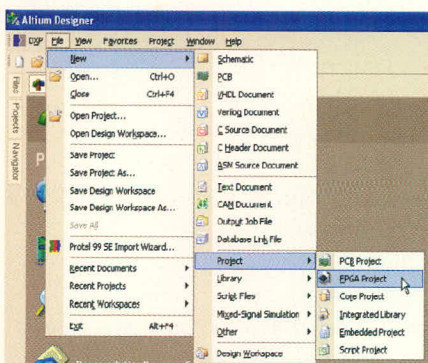 Altium Designer
DXP File View Favorites Project Window Help
New
Open... Ctrl+O
Close Ctrl+F4
Open Project...
Open Design Workspace...
Save Project
Save Project As...
Save Design Workspace
Save Design Workspace As...
Save All
Protel 99 SE Import Wizard...
Recent Documents
Recent Projects
Recent Workspaces
Exit Alt+F4
Schematic
PCB
VHDL Document
Verilog Document
C Source Document
C Header Document
ASM Source Document
Text Document
CAM Document
Output Job File
Database Link File
Project
Library
Script Files
Mixed-Signal Simulation
Other
Design Workspace
PCB Project
FPGA Project
Core Project
Integrated Library
Embedded Project
Script Project
Files
Projects
Navigator